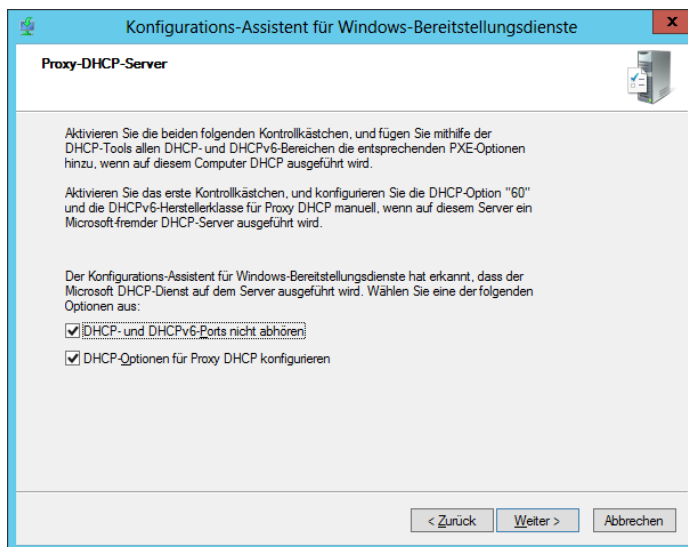 Konfigurations-Assistent für Windows-Bereitstellungsdienste
x
Proxy-DHCP-Server
Aktivieren Sie die beiden folgenden Kontrollkästchen, und fügen Sie mithilfe der
DHCP-Tools allen DHCP- und DHCPv6-Bereichen die entsprechenden PXE-Optionen
hinzu, wenn auf diesem Computer DHCP ausgeführt wird.
Aktivieren Sie das erste Kontrollkästchen, und konfigurieren Sie die DHCP-Option "60"
und die DHCPv6-Herstellerklasse für Proxy DHCP manuell, wenn auf diesem Server ein
Microsoft-fremder DHCP-Server ausgeführt wird.
Der Konfigurations-Assistent für Windows-Bereitstellungsdienste hat erkannt, dass der
Microsoft DHCP-Dienst auf dem Server ausgeführt wird. Wählen Sie eine der folgenden
Optionen aus:
DHCP- und DHCPv6-Ports nicht abhören
DHCP-Optionen für Proxy DHCP konfigurieren
< Zurück Weiter > Abbrechen